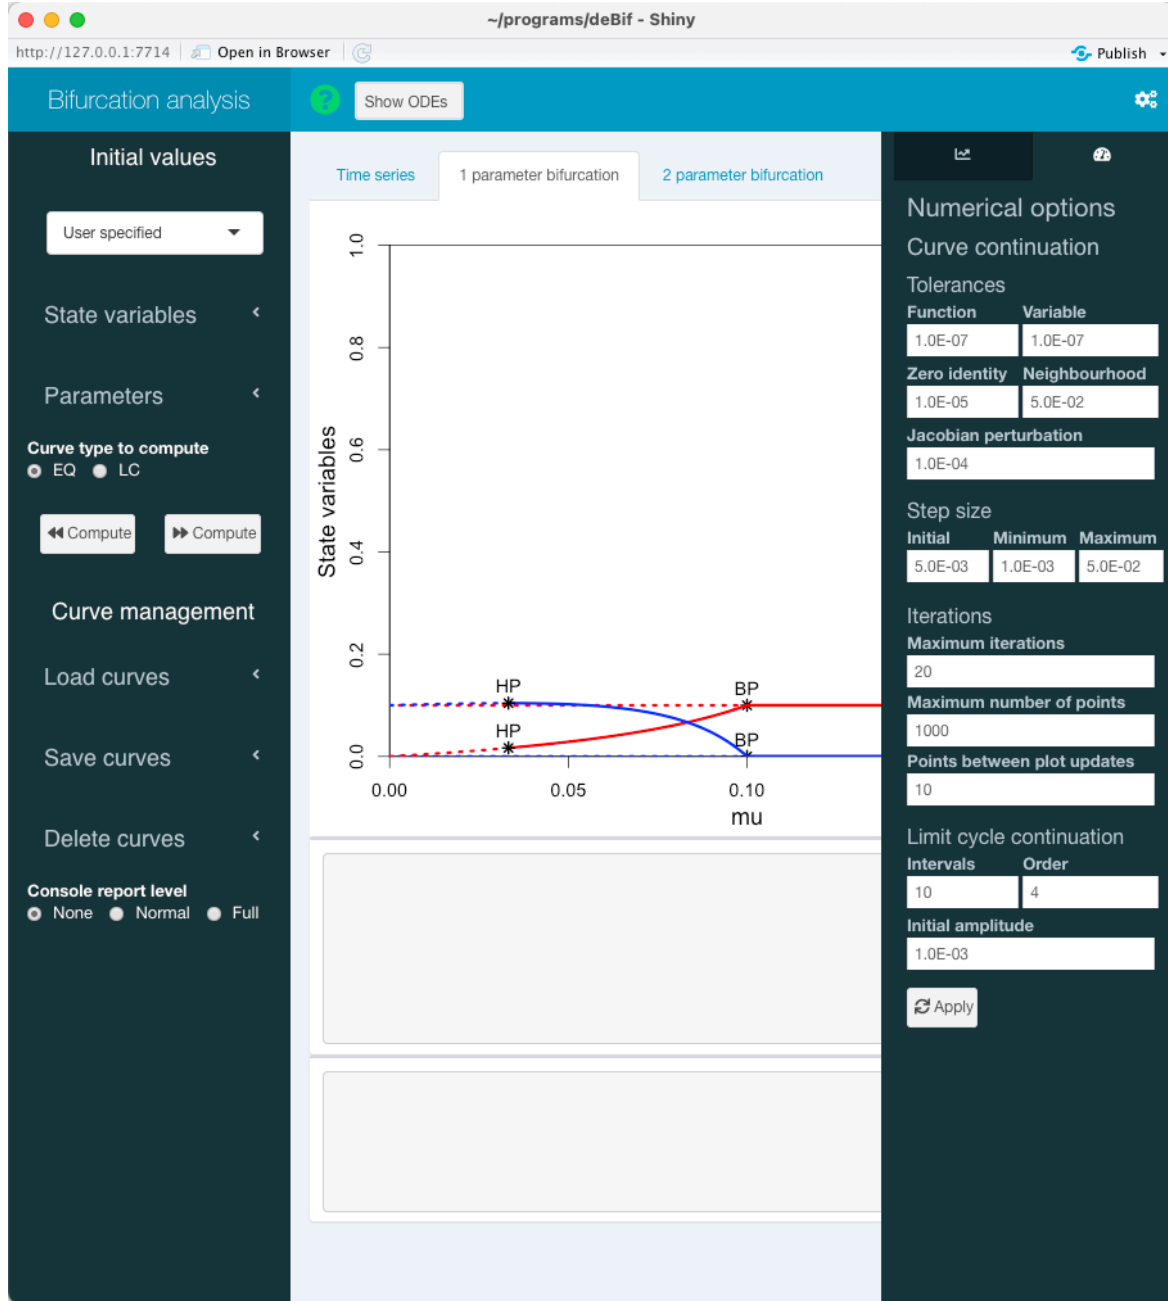 ~/programs/deBif - Shiny
http://127.0.0.1:7714 Open in Browser Publish
Bifurcation analysis
Show ODEs
Initial values
User specified
State variables
Parameters
Curve type to compute
EQ LC
Compute Compute
Curve management
Load curves
Save curves
Delete curves
Console report level
None Normal Full
Time series 1 parameter bifurcation 2 parameter bifurcation
1.0
0.8
0.6
0.4
0.2
0.0
State variables
HP
BP
HP
BP
0.00 0.05 0.10
mu
Numerical options
Curve continuation
Tolerances
Function Variable
1.0E-07 1.0E-07
Zero identity Neighbourhood
1.0E-05 5.0E-02
Jacobian perturbation
1.0E-04
Step size
Initial Minimum Maximum
5.0E-03 1.0E-03 5.0E-02
Iterations
Maximum iterations
20
Maximum number of points
1000
Points between plot updates
10
Limit cycle continuation
Intervals Order
10 4
Initial amplitude
1.0E-03
Apply